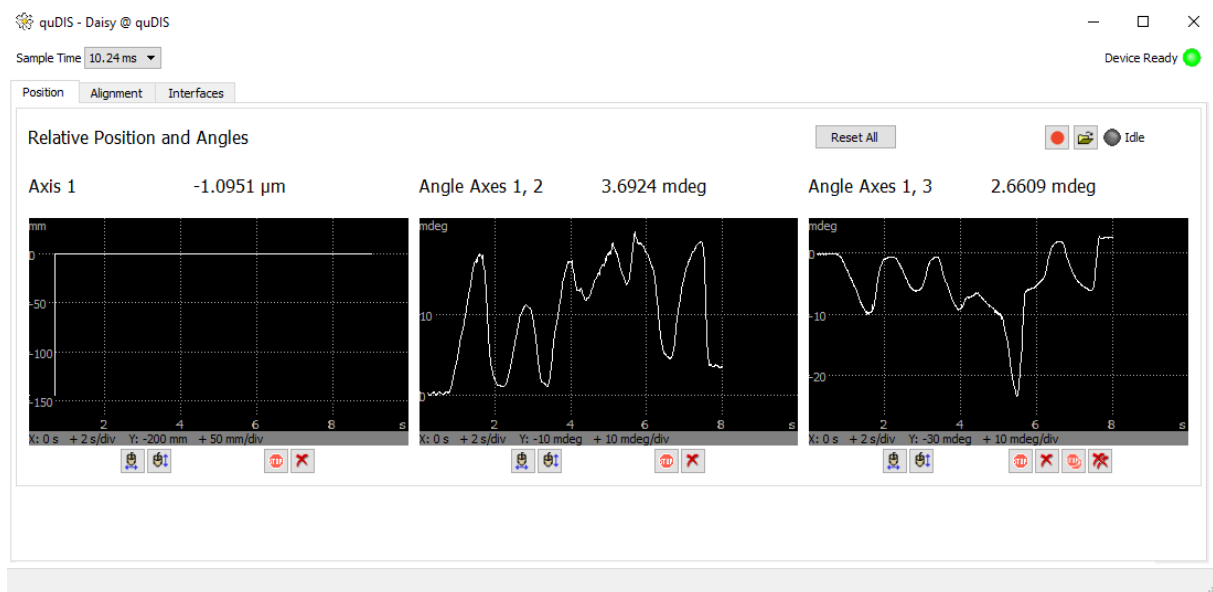 quDIS - Daisy @ quDIS
Sample Time 10.24 ms
Device Ready
Position Alignment Interfaces
Relative Position and Angles
Reset All
Idle
Axis 1 -1.0951 µm
Angle Axes 1, 2 3.6924 mdeg
Angle Axes 1, 3 2.6609 mdeg
mm
0
-50
-100
-150
2 4 6 8 s
X: 0 s + 2 s/div Y: -200 mm + 50 mm/div
mdeg
10
0
2 4 6 8 s
X: 0 s + 2 s/div Y: -10 mdeg + 10 mdeg/div
mdeg
0
-10
-20
2 4 6 8 s
X: 0 s + 2 s/div Y: -30 mdeg + 10 mdeg/div
STOP
STOP
STOP